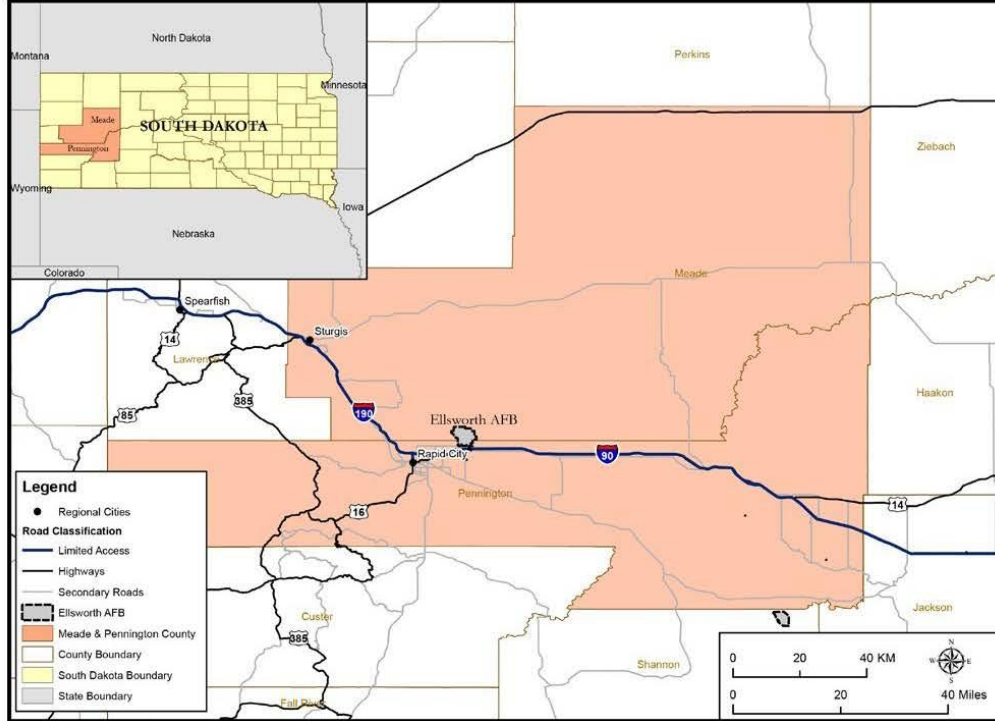 North Dakota
Montana
Minnesota
Meade
SOUTH DAKOTA
Pennington
Wyoming
Iowa
Nebraska
Colorado
Perkins
Ziebach
Meade
Spearfish
14
Sturgis
Lawrence
85
385
190
Ellsworth AFB
Haakon
Rapid City
90
Pennington
14
16
Custer
385
Jackson
Shannon
Fall River
Legend
Regional Cities
Road Classification
Limited Access
Highways
Secondary Roads
Ellsworth AFB
Meade & Pennington County
County Boundary
South Dakota Boundary
State Boundary
N
W E
S
0 20 40 KM
0 20 40 Miles